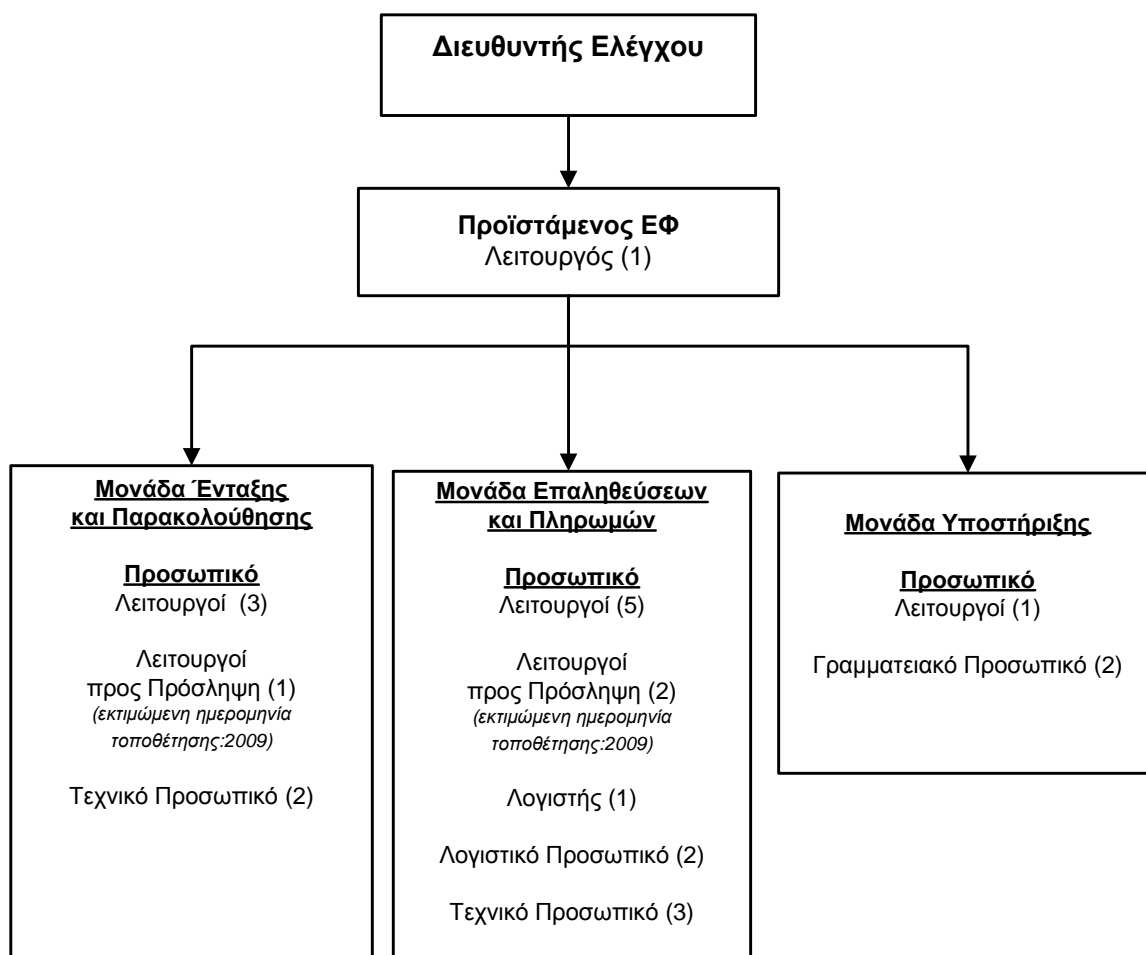 Διευθυντής Ελέγχου
Προϊστάμενος ΕΦ
Λειτουργός (1)
Μονάδα Ένταξης
και Παρακολούθησης
Προσωπικό
Λειτουργοί (3)
Λειτουργοί
προς Πρόσληψη (1)
(εκτιμώμενη ημερομηνία
τοποθέτησης:2009)
Τεχνικό Προσωπικό (2)
Μονάδα Επαληθεύσεων
και Πληρωμών
Προσωπικό
Λειτουργοί (5)
Λειτουργοί
προς Πρόσληψη (2)
(εκτιμώμενη ημερομηνία
τοποθέτησης:2009)
Λογιστής (1)
Λογιστικό Προσωπικό (2)
Τεχνικό Προσωπικό (3)
Μονάδα Υποστήριξης
Προσωπικό
Λειτουργοί (1)
Γραμματειακό Προσωπικό (2)